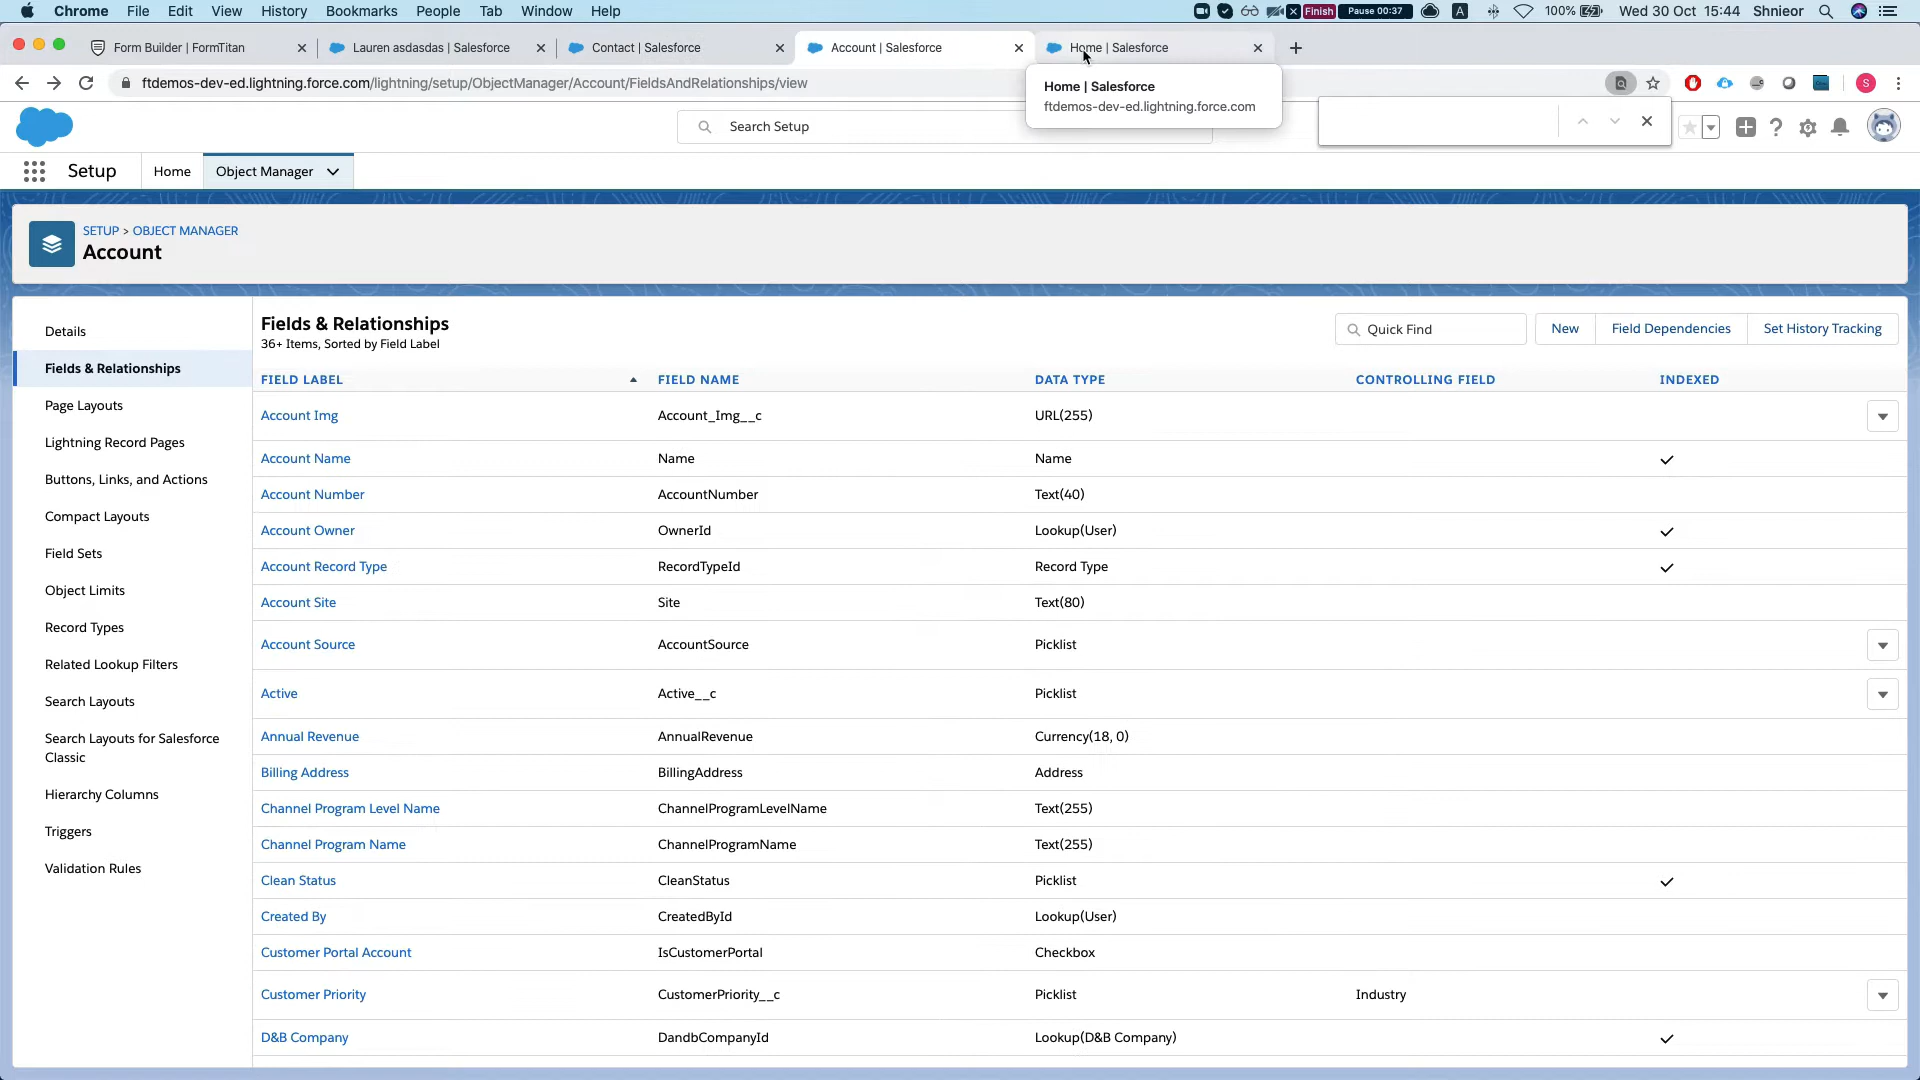 Chrome File Edit View History Bookmarks People Tab Window Help Finish Pause 00:37 A 100% Wed 30 Oct 15:44 Shnieor
Form Builder | FormTitan Lauren asdasdas | Salesforce Contact | Salesforce Account | Salesforce Home | Salesforce
ftdemos-dev-ed.lightning.force.com/lightning/setup/ObjectManager/Account/FieldsAndRelationships/view S
Home | Salesforce
ftdemos-dev-ed.lightning.force.com
Search Setup
Setup Home Object Manager
SETUP > OBJECT MANAGER
Account
Details
Fields & Relationships
Page Layouts
Lightning Record Pages
Buttons, Links, and Actions
Compact Layouts
Field Sets
Object Limits
Record Types
Related Lookup Filters
Search Layouts
Search Layouts for Salesforce
Classic
Hierarchy Columns
Triggers
Validation Rules
Fields & Relationships
36+ Items, Sorted by Field Label
Quick Find New Field Dependencies Set History Tracking
FIELD LABEL FIELD NAME DATA TYPE CONTROLLING FIELD INDEXED
Account Img Account_Img__c URL(255)
Account Name Name Name
Account Number AccountNumber Text(40)
Account Owner OwnerId Lookup(User)
Account Record Type RecordTypeId Record Type
Account Site Site Text(80)
Account Source AccountSource Picklist
Active Active__c Picklist
Annual Revenue AnnualRevenue Currency(18, 0)
Billing Address BillingAddress Address
Channel Program Level Name ChannelProgramLevelName Text(255)
Channel Program Name ChannelProgramName Text(255)
Clean Status CleanStatus Picklist
Created By CreatedById Lookup(User)
Customer Portal Account IsCustomerPortal Checkbox
Customer Priority CustomerPriority__c Picklist Industry
D&B Company DandbCompanyId Lookup(D&B Company)